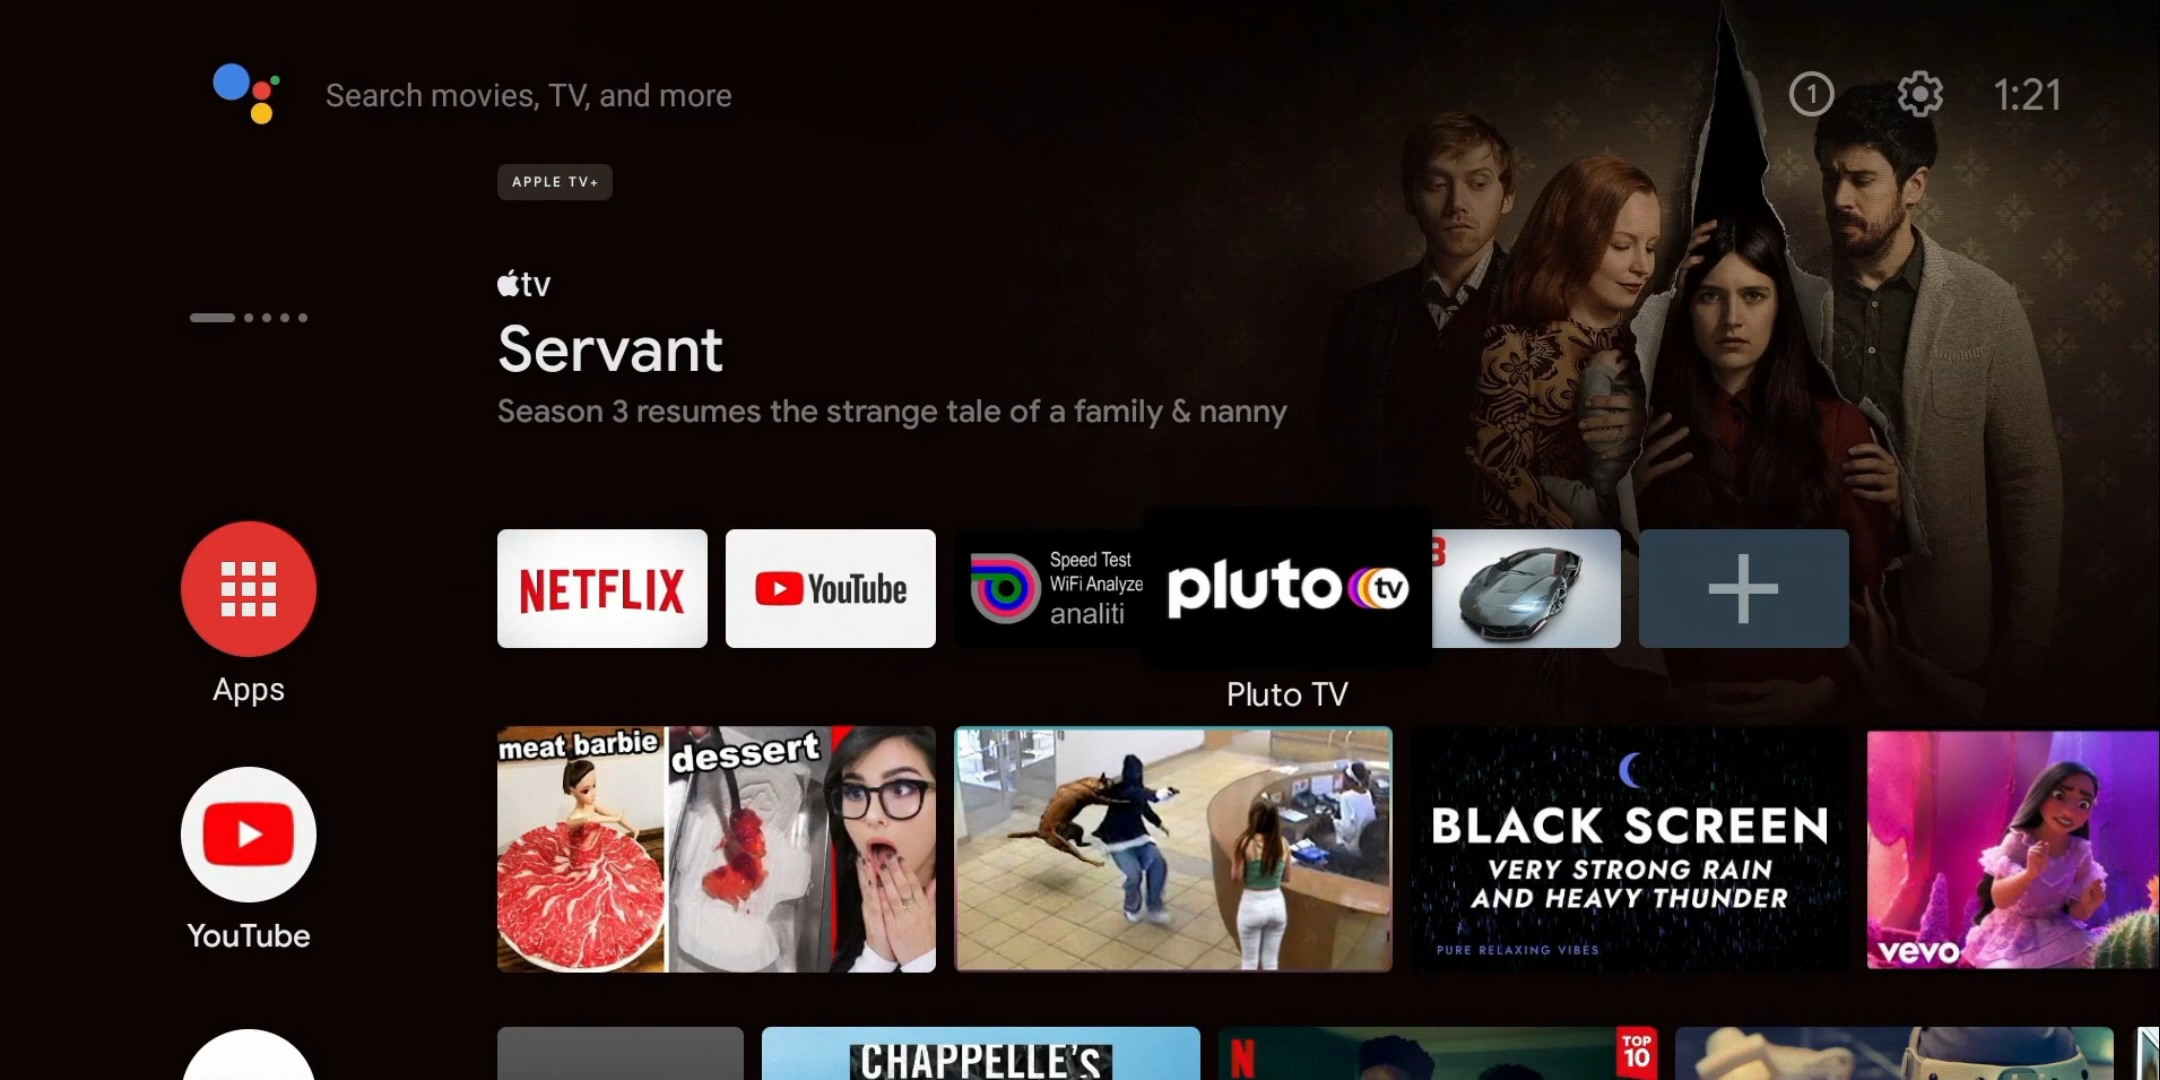 Search movies, TV, and more
1
1:21
APPLE TV+
tv
Servant
Season 3 resumes the strange tale of a family & nanny
NETFLIX
YouTube
Speed Test
WiFi Analyze
analiti
pluto tv
Apps
Pluto TV
meat barbie
dessert
BLACK SCREEN
VERY STRONG RAIN
AND HEAVY THUNDER
PURE RELAXING VIBES
vevo
YouTube
CHAPPELLE'S
N
TOP
10